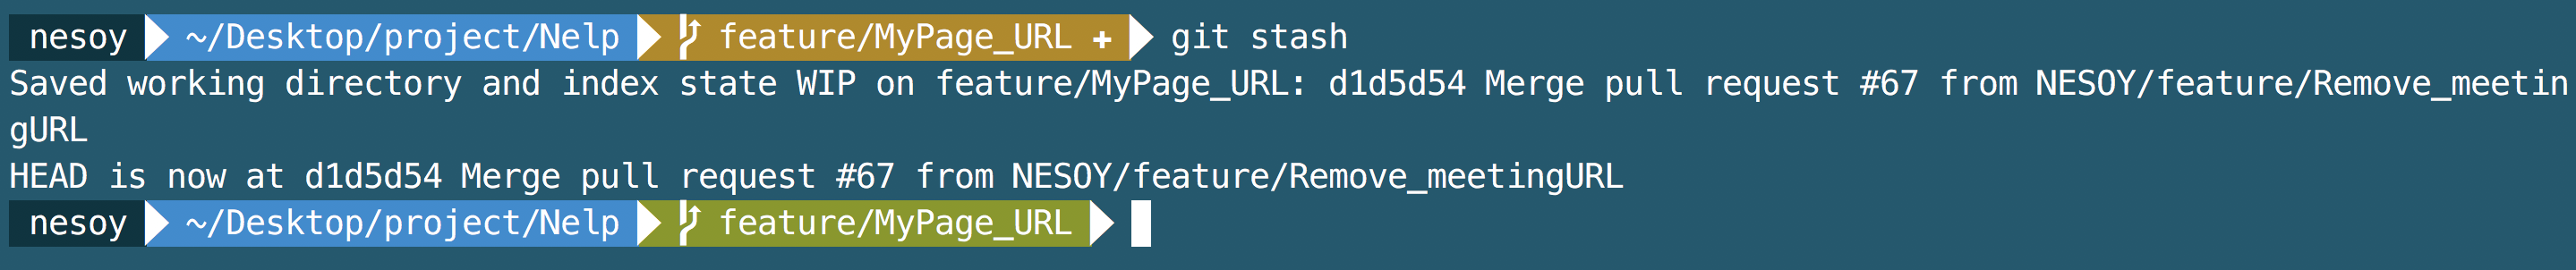 nesoy ~/Desktop/project/Nelp feature/MyPage_URL + git stash
Saved working directory and index state WIP on feature/MyPage_URL: d1d5d54 Merge pull request #67 from NESOY/feature/Remove_meetin
gURL
HEAD is now at d1d5d54 Merge pull request #67 from NESOY/feature/Remove_meetingURL
nesoy ~/Desktop/project/Nelp feature/MyPage_URL